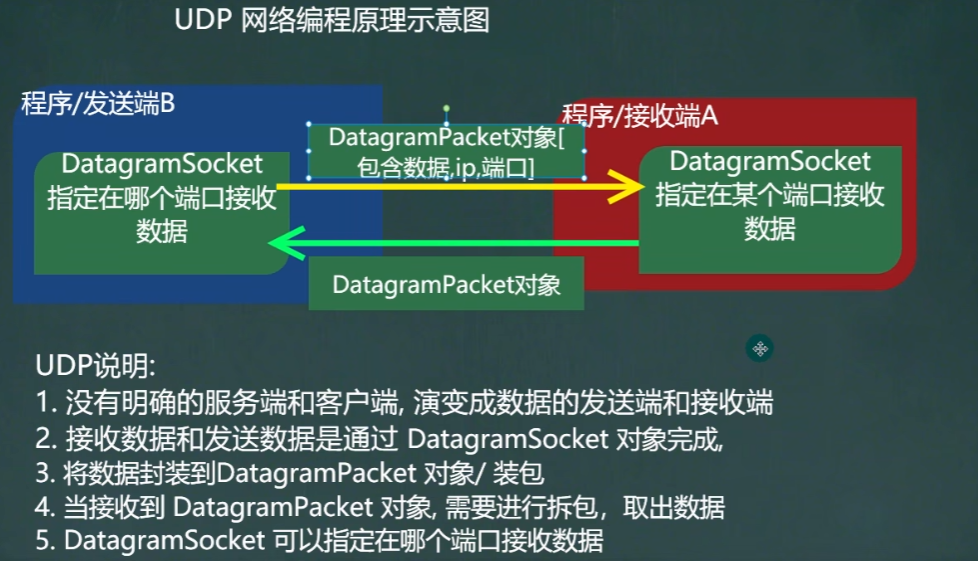 UDP 网络编程原理示意图
程序/发送端B
程序/接收端A
DatagramPacket对象[
包含数据,ip,端口]
DatagramSocket
指定在哪个端口接收
数据
DatagramSocket
指定在某个端口接收
数据
DatagramPacket对象
UDP说明:
1. 没有明确的服务端和客户端, 演变成数据的发送端和接收端
2. 接收数据和发送数据是通过 DatagramSocket 对象完成,
3. 将数据封装到DatagramPacket 对象/ 装包
4. 当接收到 DatagramPacket 对象, 需要进行拆包，取出数据
5. DatagramSocket 可以指定在哪个端口接收数据